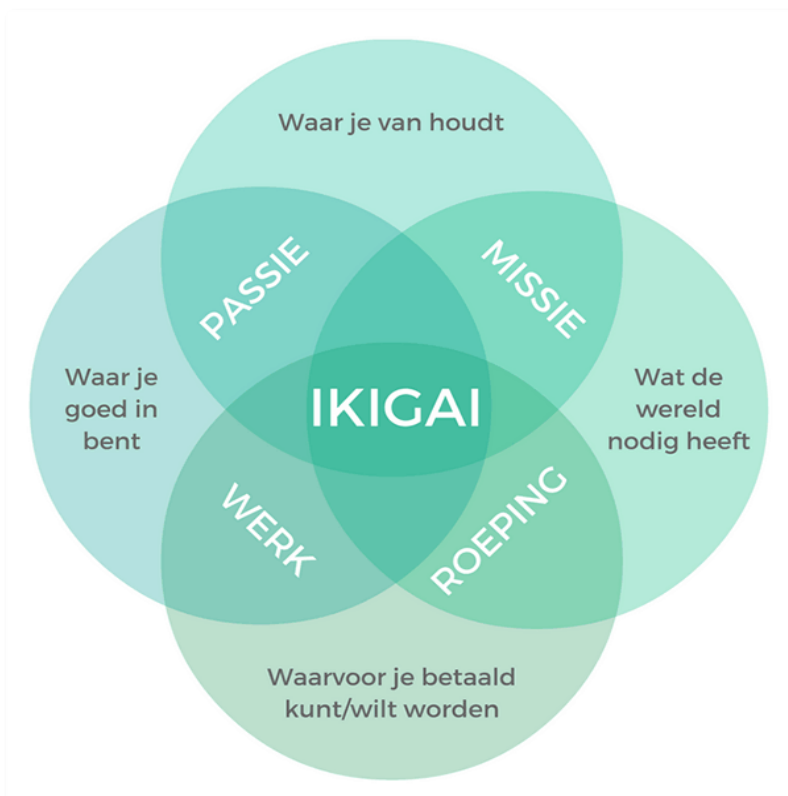 Waar je van houdt
PASSIE
MISSIE
Waar je
goed in
bent
IKIGAI
Wat de
wereld
nodig heeft
WERK
ROEPING
Waarvoor je betaald
kunt/wilt worden